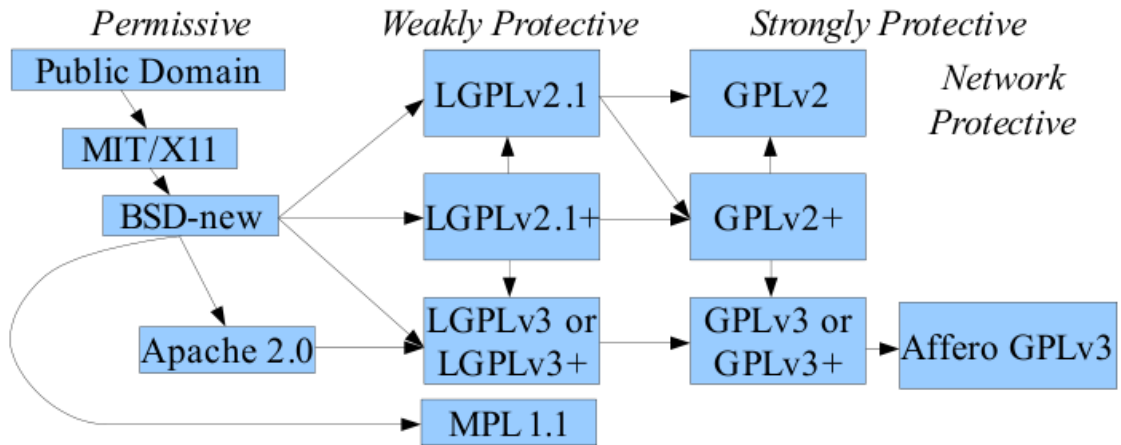 Permissive
Weakly Protective
Strongly Protective
Public Domain
LGPLv2.1
GPLv2
Network
Protective
MIT/X11
BSD-new
LGPLv2.1+
GPLv2+
Apache 2.0
LGPLv3 or
LGPLv3+
GPLv3 or
GPLv3+
Affero GPLv3
MPL 1.1